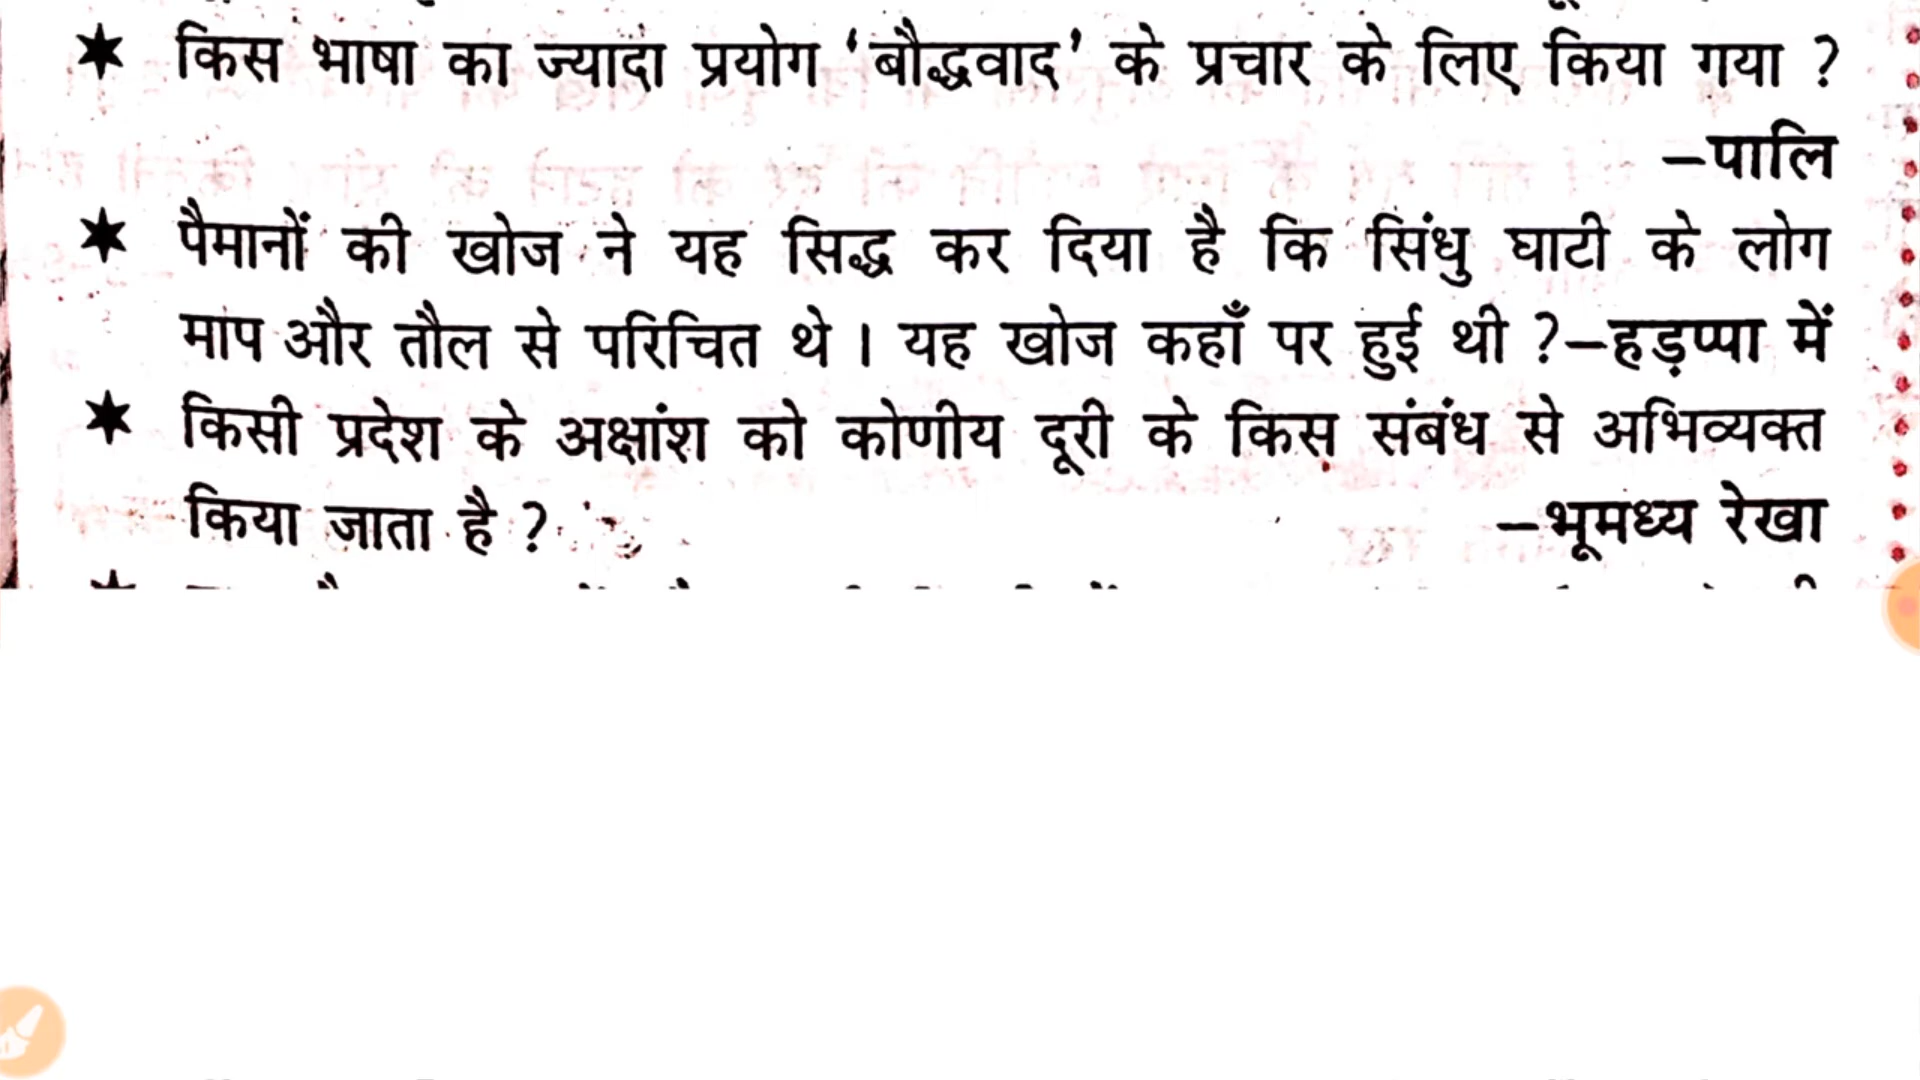 ★ किस भाषा का ज्यादा प्रयोग ‘बौद्धवाद’ के प्रचार के लिए किया गया ?
–पालि
★ पैमानों की खोज ने यह सिद्ध कर दिया है कि सिंधु घाटी के लोग
माप और तौल से परिचित थे । यह खोज कहाँ पर हुई थी ?–हड़प्पा में
★ किसी प्रदेश के अक्षांश को कोणीय दूरी के किस संबंध से अभिव्यक्त
किया जाता है ? –भूमध्य रेखा